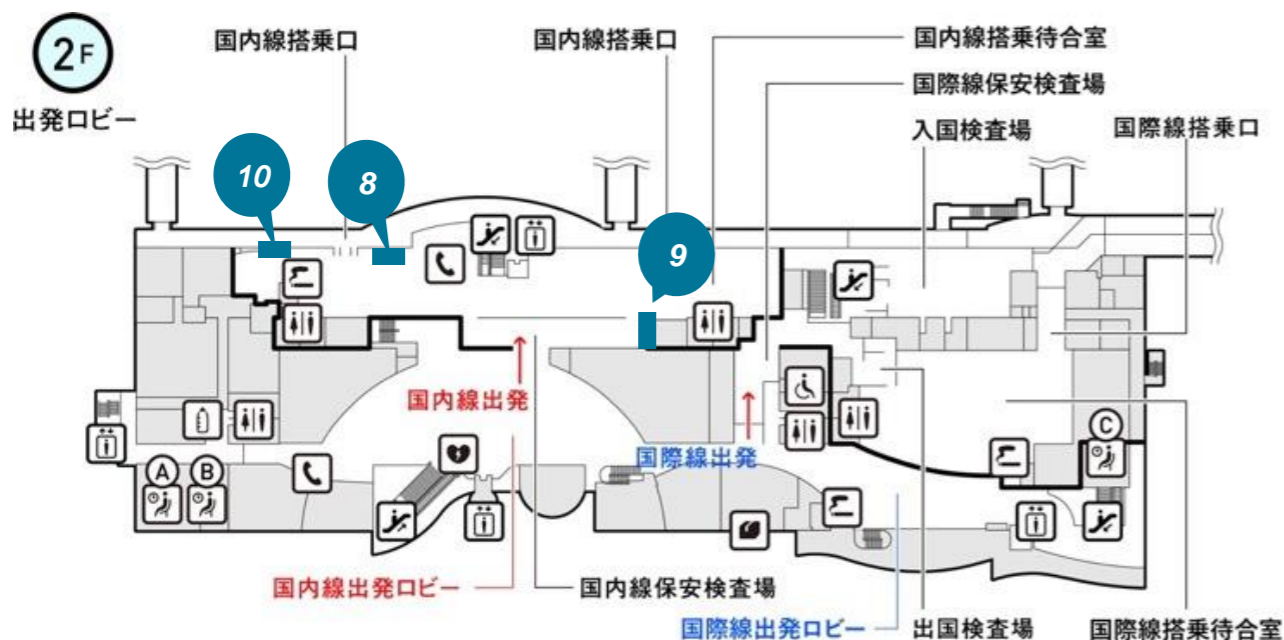 2F
出発ロビー
国内線搭乗口
国内線搭乗口
国内線搭乗待合室
国際線保安検査場
入国検査場
国際線搭乗口
10
8
9
国内線出発
国際線出発
A
B
C
国内線出発ロビー
国内線保安検査場
国際線出発ロビー
出国検査場
国際線搭乗待合室